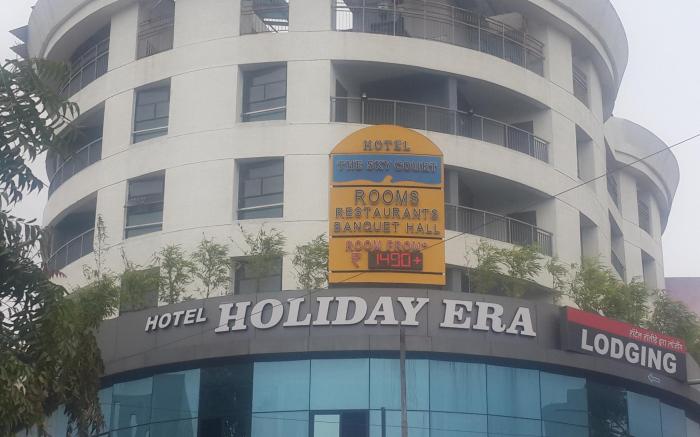 HOTEL
THE SKY COURT
ROOMS
RESTAURANTS
BANQUET HALL
ROOM FROM*
₹ 1490+
HOTEL HOLIDAY ERA
LODGING